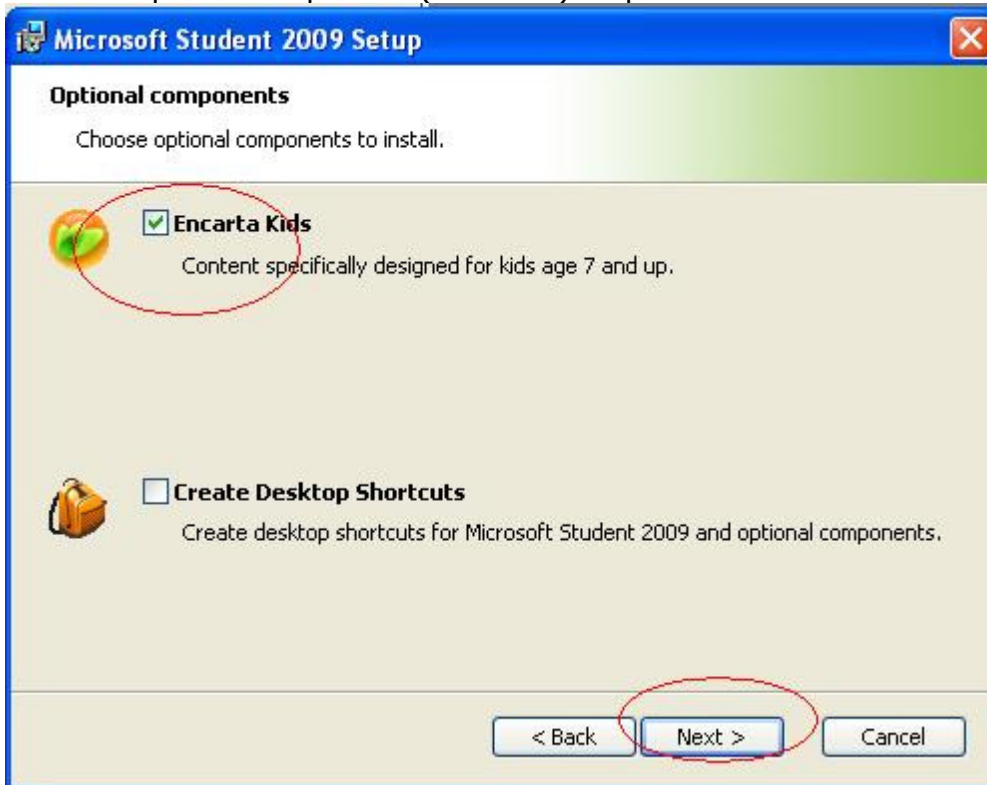 Microsoft Student 2009 Setup
Optional components
Choose optional components to install.
Encarta Kids
Content specifically designed for kids age 7 and up.
Create Desktop Shortcuts
Create desktop shortcuts for Microsoft Student 2009 and optional components.
< Back Next > Cancel